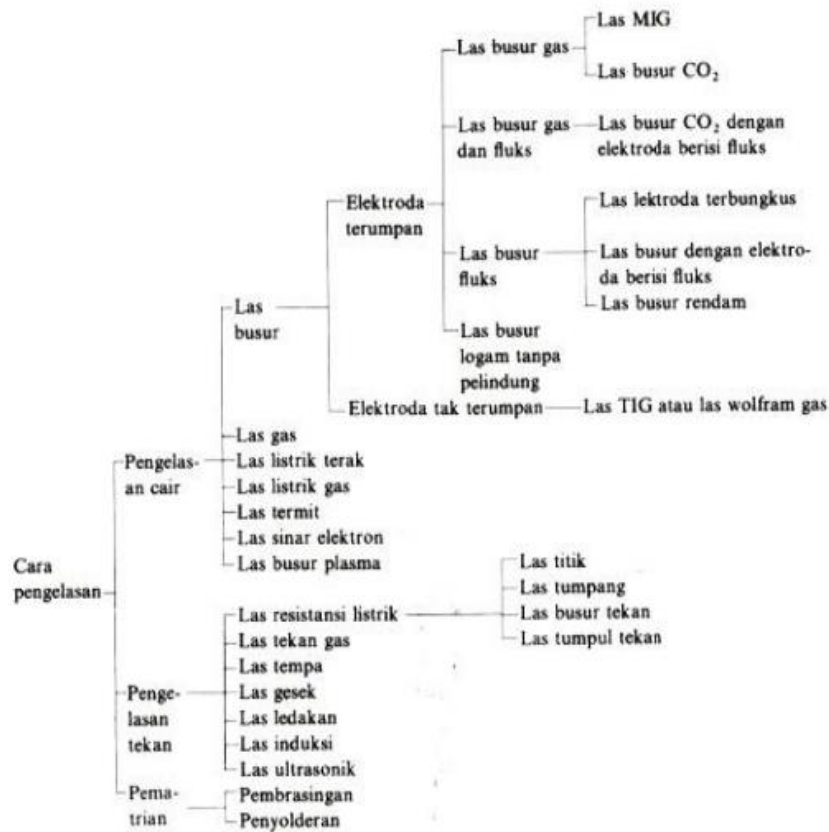 Las MIG
Las busur gas
Las busur CO₂
Las busur gas
dan fluks
Las busur CO₂ dengan
elektroda berisi fluks
Elektroda
terumpan
Las lektroda terbungkus
Las busur
fluks
Las busur dengan elektro-
da berisi fluks
Las busur rendam
Las
busur
Las busur
logam tanpa
pelindung
Elektroda tak terumpan
Las TIG atau las wolfram gas
Pengelas-
an cair
Las gas
Las listrik terak
Las listrik gas
Las termit
Las sinar elektron
Las busur plasma
Cara
pengelasan
Las resistansi listrik
Las titik
Las tumpang
Las busur tekan
Las tumpul tekan
Las tekan gas
Las tempa
Penge-
lasan
tekan
Las gesek
Las ledakan
Las induksi
Las ultrasonik
Pema-
trian
Pembrasingan
Penyolderan